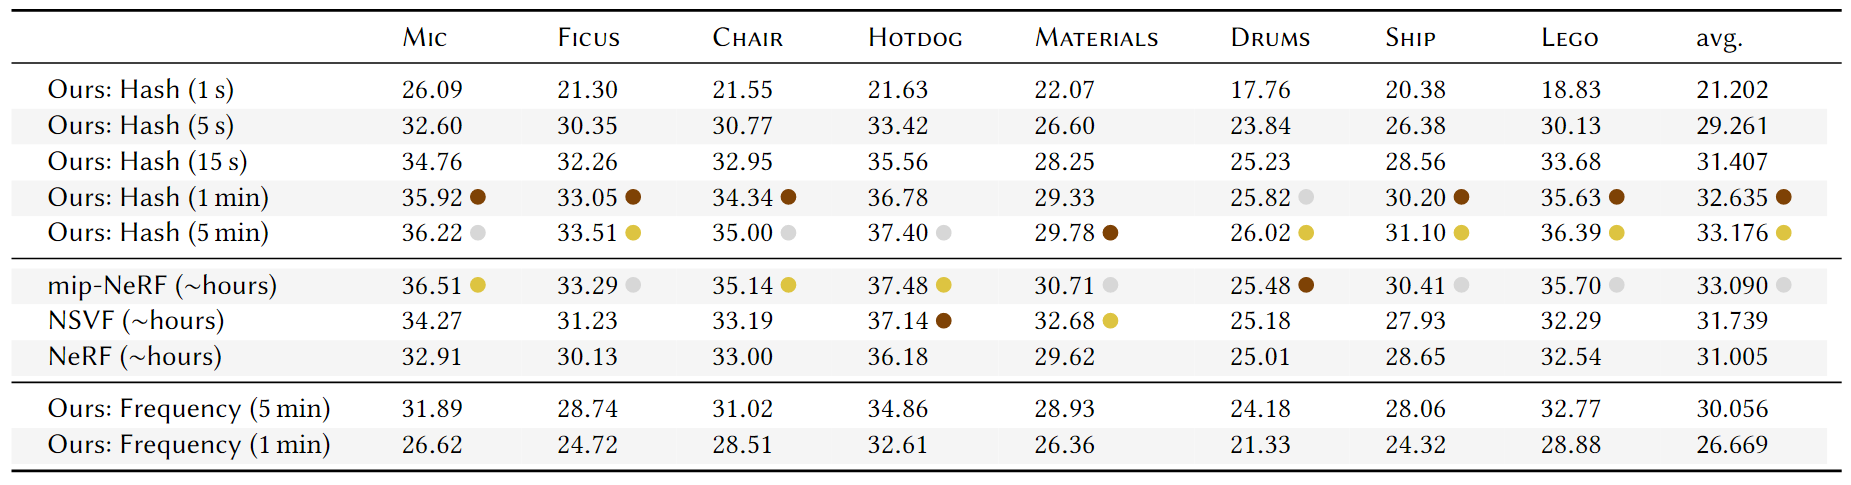 Mic Ficus Chair Hotdog Materials Drums Ship Lego avg.
Ours: Hash (1 s) 26.09 21.30 21.55 21.63 22.07 17.76 20.38 18.83 21.202
Ours: Hash (5 s) 32.60 30.35 30.77 33.42 26.60 23.84 26.38 30.13 29.261
Ours: Hash (15 s) 34.76 32.26 32.95 35.56 28.25 25.23 28.56 33.68 31.407
Ours: Hash (1 min) 35.92 33.05 34.34 36.78 29.33 25.82 30.20 35.63 32.635
Ours: Hash (5 min) 36.22 33.51 35.00 37.40 29.78 26.02 31.10 36.39 33.176
mip-NeRF (~hours) 36.51 33.29 35.14 37.48 30.71 25.48 30.41 35.70 33.090
NSVF (~hours) 34.27 31.23 33.19 37.14 32.68 25.18 27.93 32.29 31.739
NeRF (~hours) 32.91 30.13 33.00 36.18 29.62 25.01 28.65 32.54 31.005
Ours: Frequency (5 min) 31.89 28.74 31.02 34.86 28.93 24.18 28.06 32.77 30.056
Ours: Frequency (1 min) 26.62 24.72 28.51 32.61 26.36 21.33 24.32 28.88 26.669